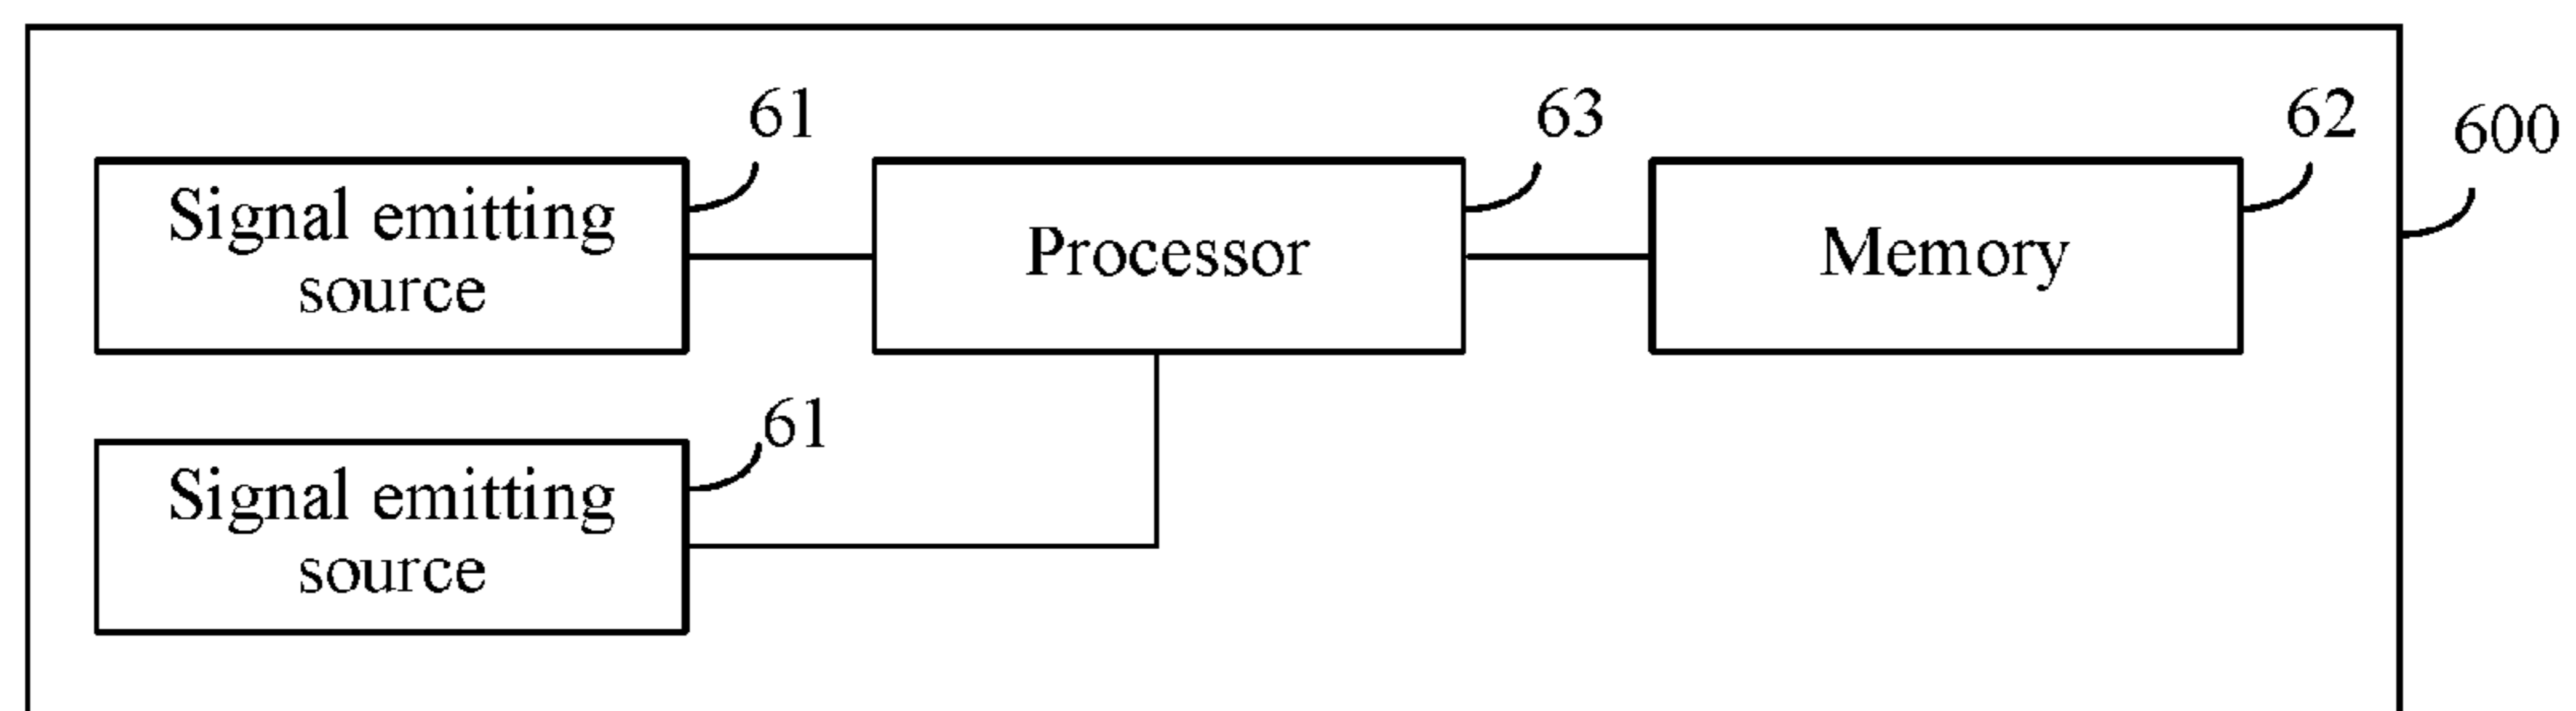 61
63
62
600
Signal emitting
source
Processor
Memory
61
Signal emitting
source